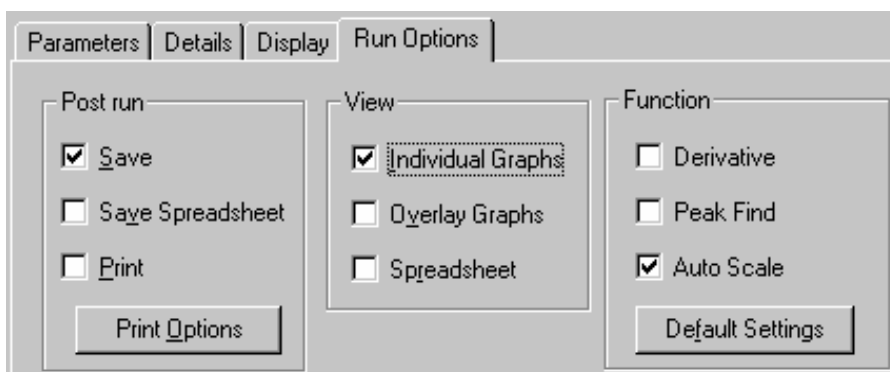 Parameters
Details
Display
Run Options
Post run
Save
Save Spreadsheet
Print
Print Options
View
Individual Graphs
Overlay Graphs
Spreadsheet
Function
Derivative
Peak Find
Auto Scale
Default Settings